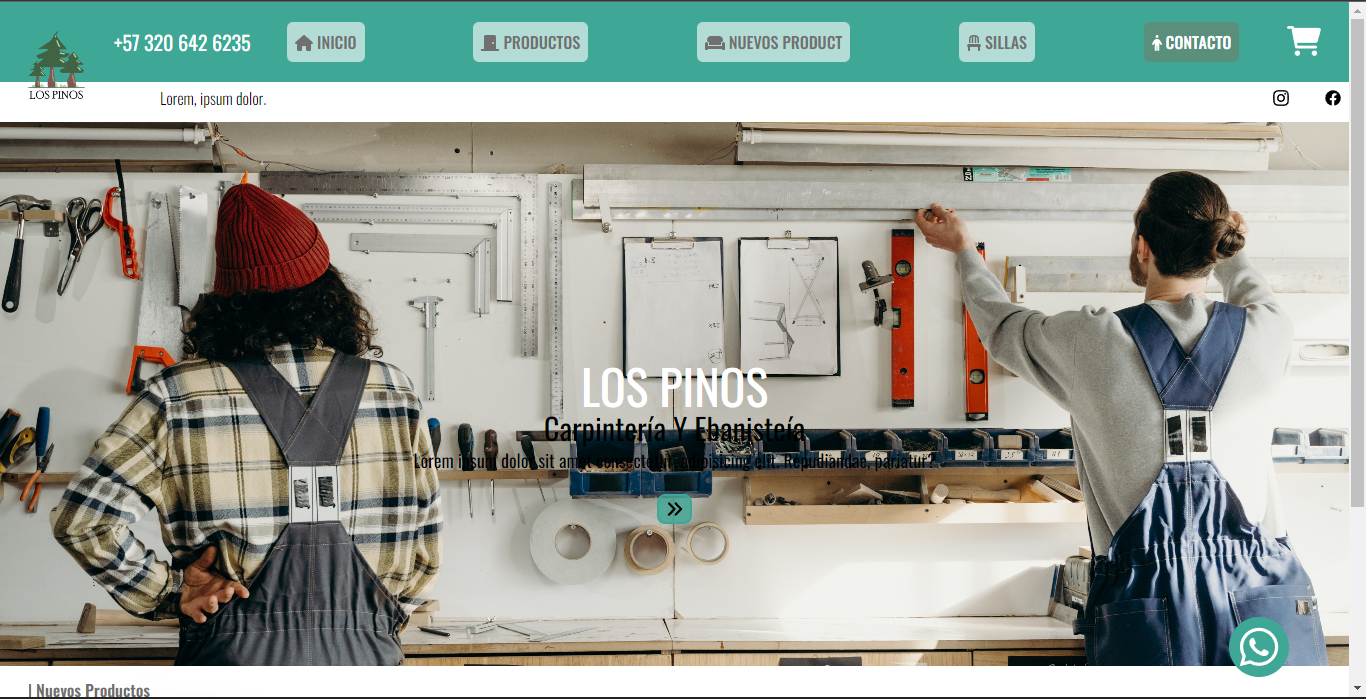 +57 320 642 6235
INICIO
PRODUCTOS
NUEVOS PRODUCT
SILLAS
CONTACTO
LOS PINOS
Lorem, ipsum dolor.
LOS PINOS
Carpintería Y Ebanisteía
Lorem ipsum dolor sit amet consectetur adipisicing elit. Repudiandae, pariatur?
| Nuevos Productos